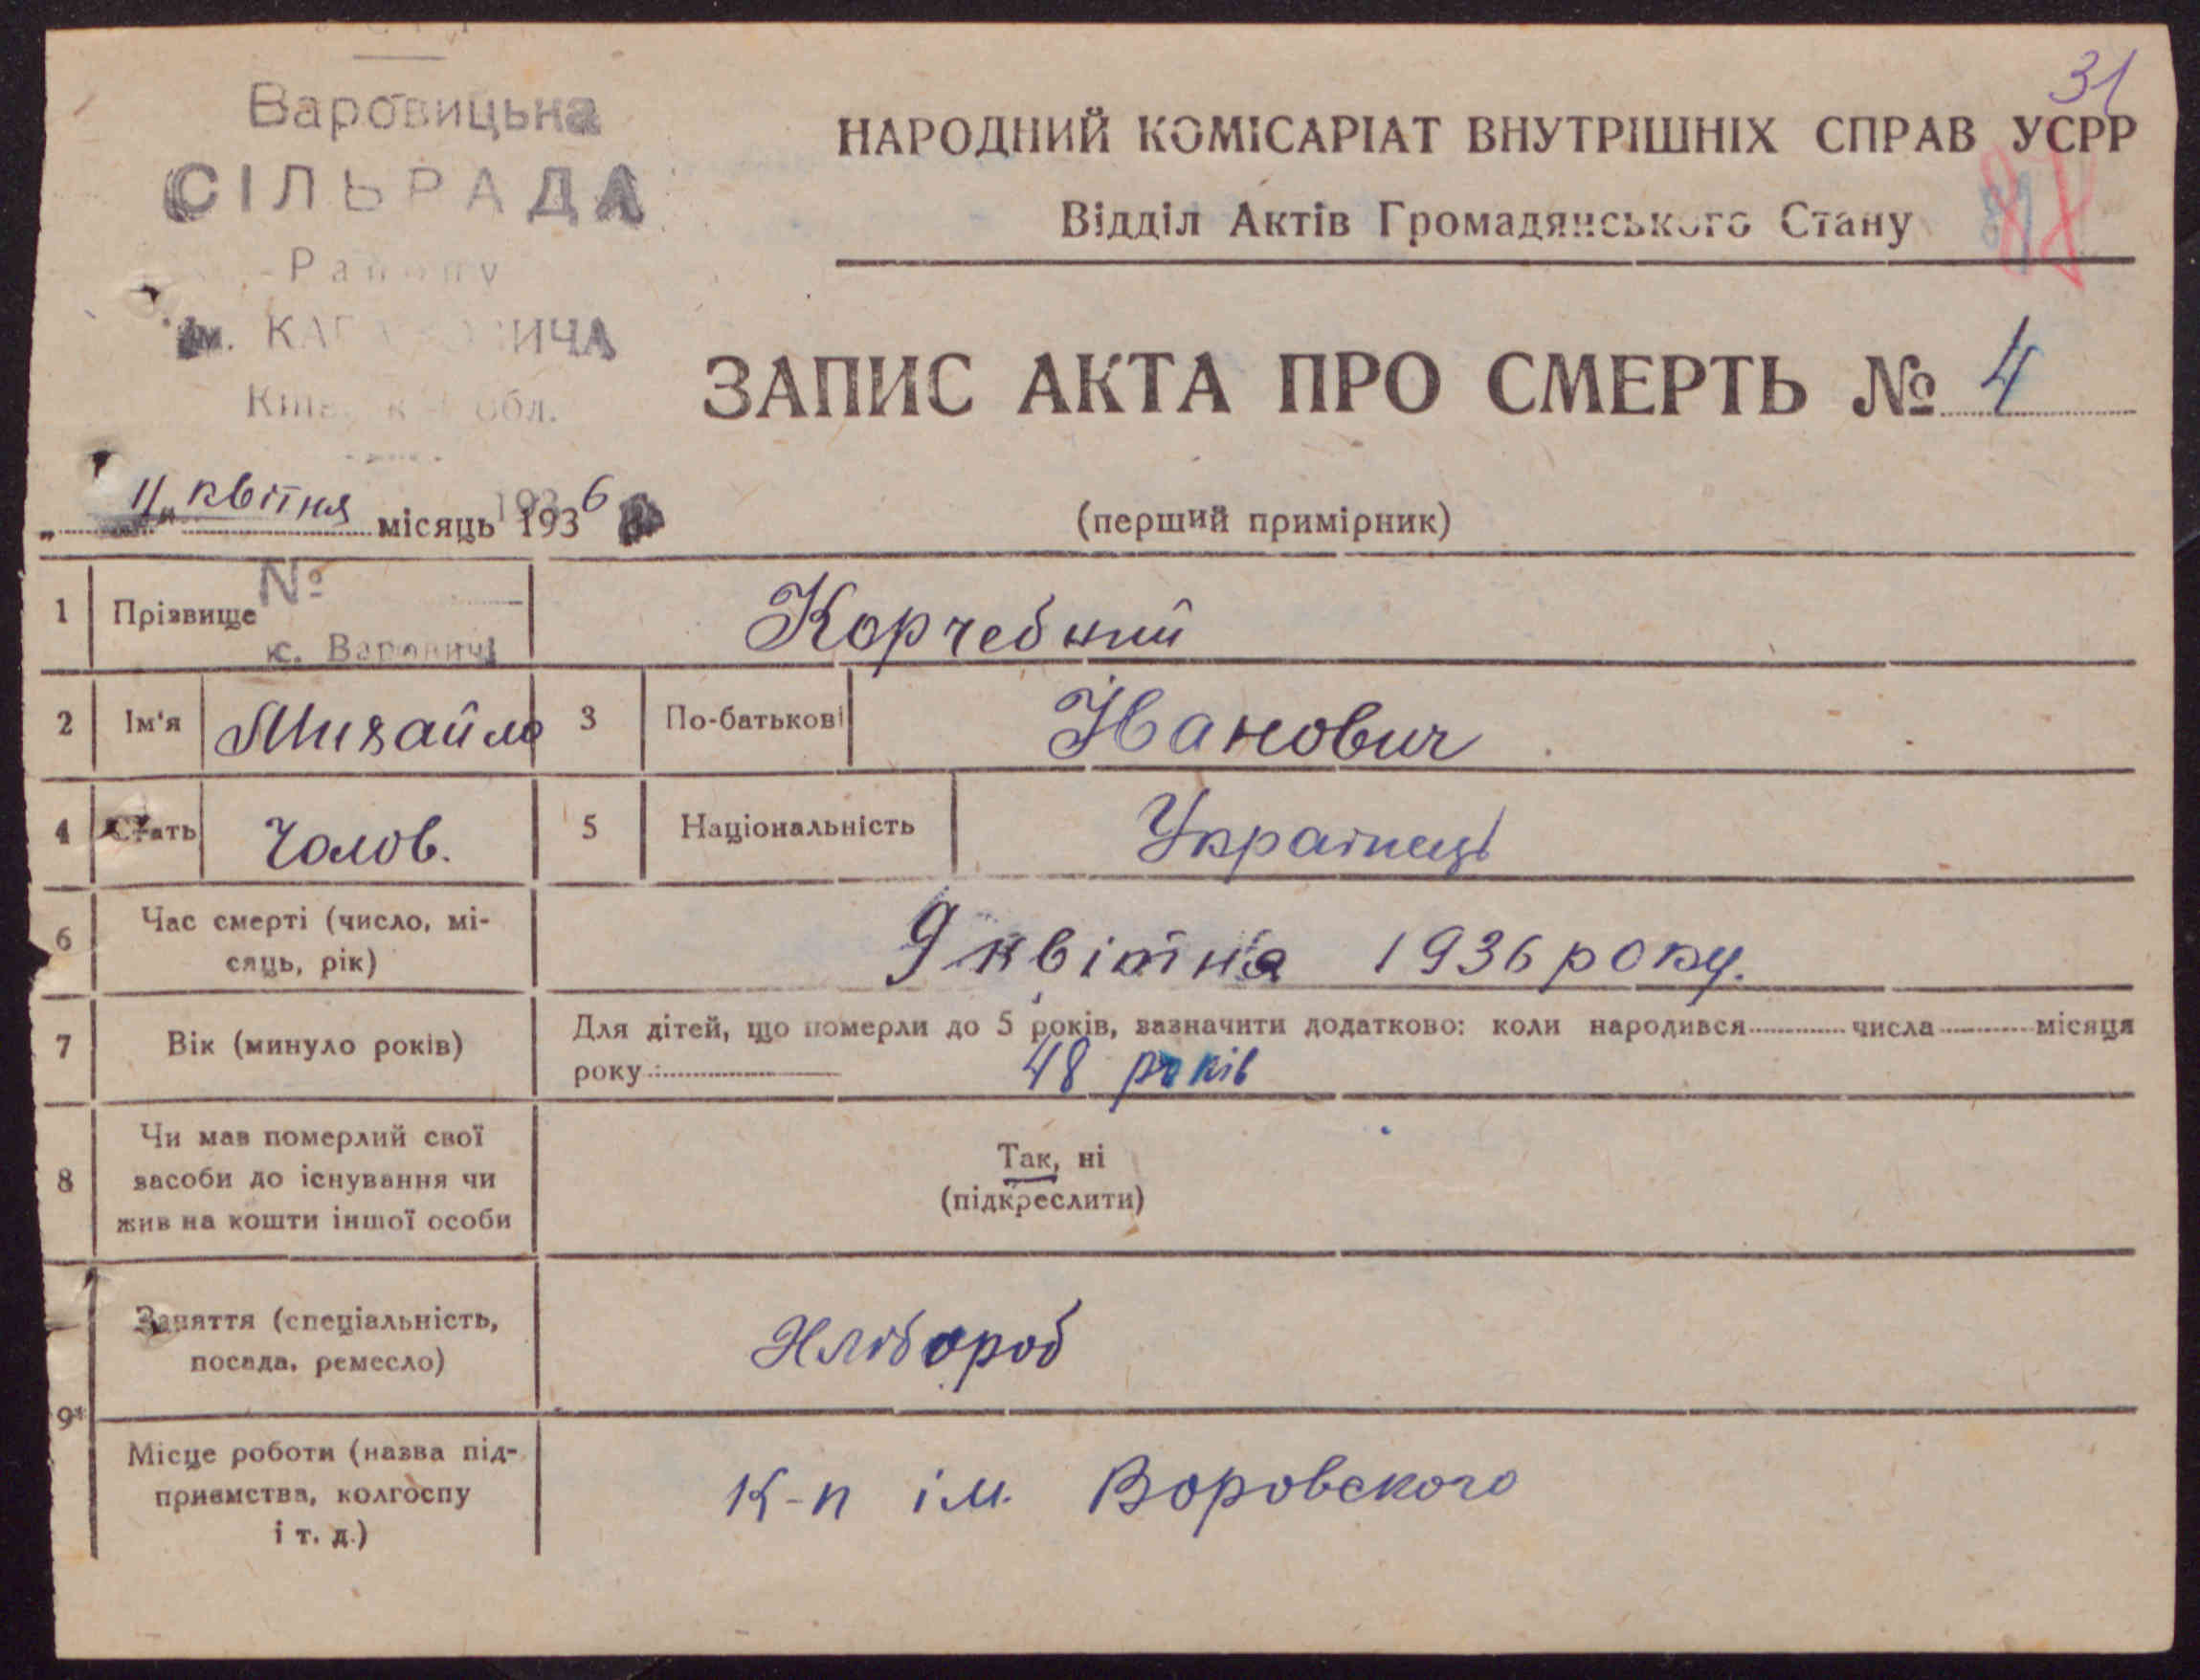 31
Варовицьна
СІЛЬРАДА
Району
ім. КАГАНОВИЧА
обл.
НАРОДНИЙ КОМІСАРІАТ ВНУТРІШНІХ СПРАВ УСРР
Відділ Актів Громадянського Стану
ЗАПИС АКТА ПРО СМЕРТЬ № 4
(перший примірник)
„11" квітня місяць 1936
№
1 Прізвище Корчебний
с. Варовичі
2 Ім'я Михайло 3 По-батькові Іванович
4 Стать Чолов. 5 Національність Українець
6 Час смерті (число, мі-
сяць, рік)
9 квітня 1936 року.
7 Вік (минуло років)
Для дітей, що померли до 5 років, зазначити додатково: коли народився числа місяця
року 48 років
8 Чи мав померлий свої
засоби до існування чи
жив на кошти іншої особи
Так, ні
(підкреслити)
Заняття (спеціальність,
посада, ремесло)
Хлібороб
9*
Місце роботи (назва під-
приємства, колгоспу
і т. д.)
К-п ім. Воровского